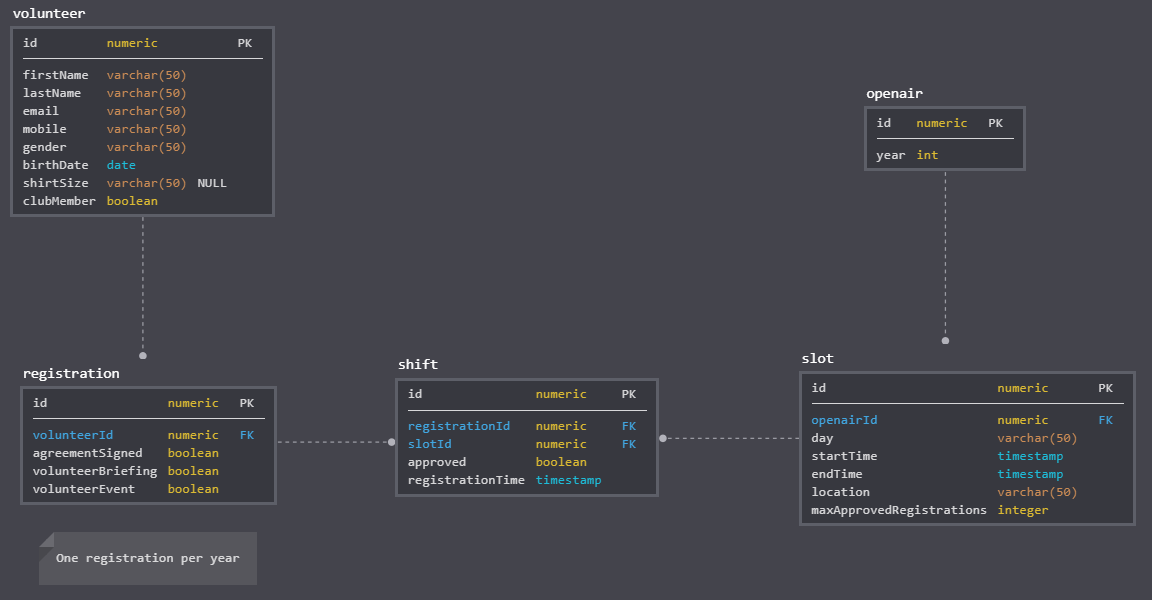 volunteer
id numeric PK
firstName varchar(50)
lastName varchar(50)
email varchar(50)
mobile varchar(50)
gender varchar(50)
birthDate date
shirtSize varchar(50) NULL
clubMember boolean
openair
id numeric PK
year int
registration
id numeric PK
volunteerId numeric FK
agreementSigned boolean
volunteerBriefing boolean
volunteerEvent boolean
shift
id numeric PK
registrationId numeric FK
slotId numeric FK
approved boolean
registrationTime timestamp
slot
id numeric PK
openairId numeric FK
day varchar(50)
startTime timestamp
endTime timestamp
location varchar(50)
maxApprovedRegistrations integer
One registration per year